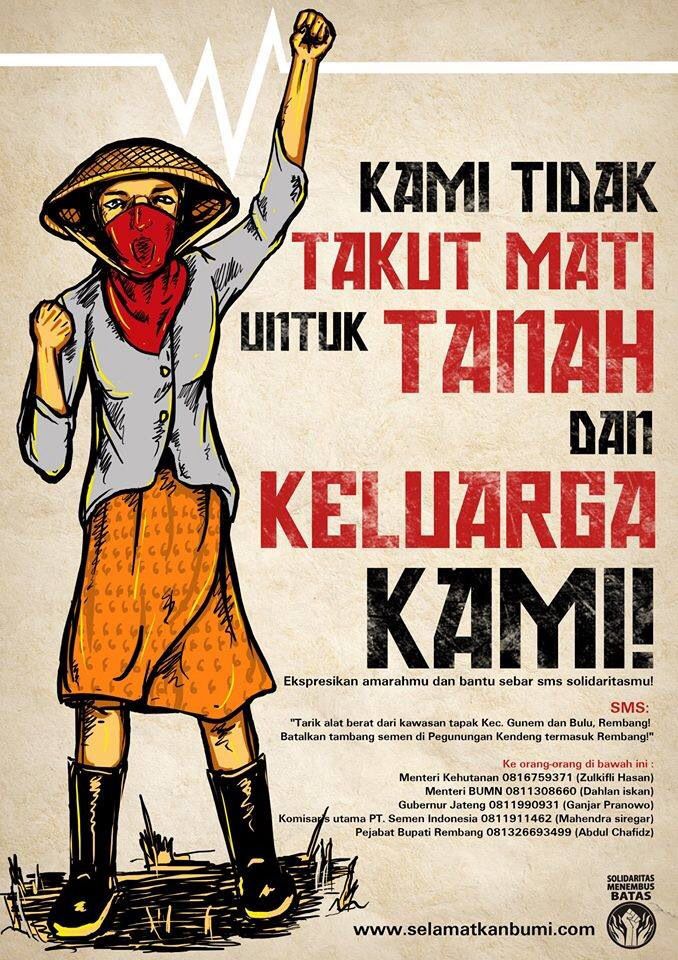 KAMI TIDAK
TAKUT MATI
UNTUK TANAH
DAN
KELUARGA
KAMI!
Ekspresikan amarahmu dan bantu sebar sms solidaritasmu!
SMS:
"Tarik alat berat dari kawasan tapak Kec. Gunem dan Bulu, Rembang!
Batalkan tambang semen di Pegunungan Kendeng termasuk Rembang!"
Ke orang-orang di bawah ini :
Menteri Kehutanan 0816759371 (Zulkifli Hasan)
Menteri BUMN 0811308660 (Dahlan iskan)
Gubernur Jateng 0811990931 (Ganjar Pranowo)
Komisaris utama PT. Semen Indonesia 0811911462 (Mahendra siregar)
Pejabat Bupati Rembang 081326693499 (Abdul Chafidz)
SOLIDARITAS
MENEMBUS
BATAS
www.selamatkanbumi.com